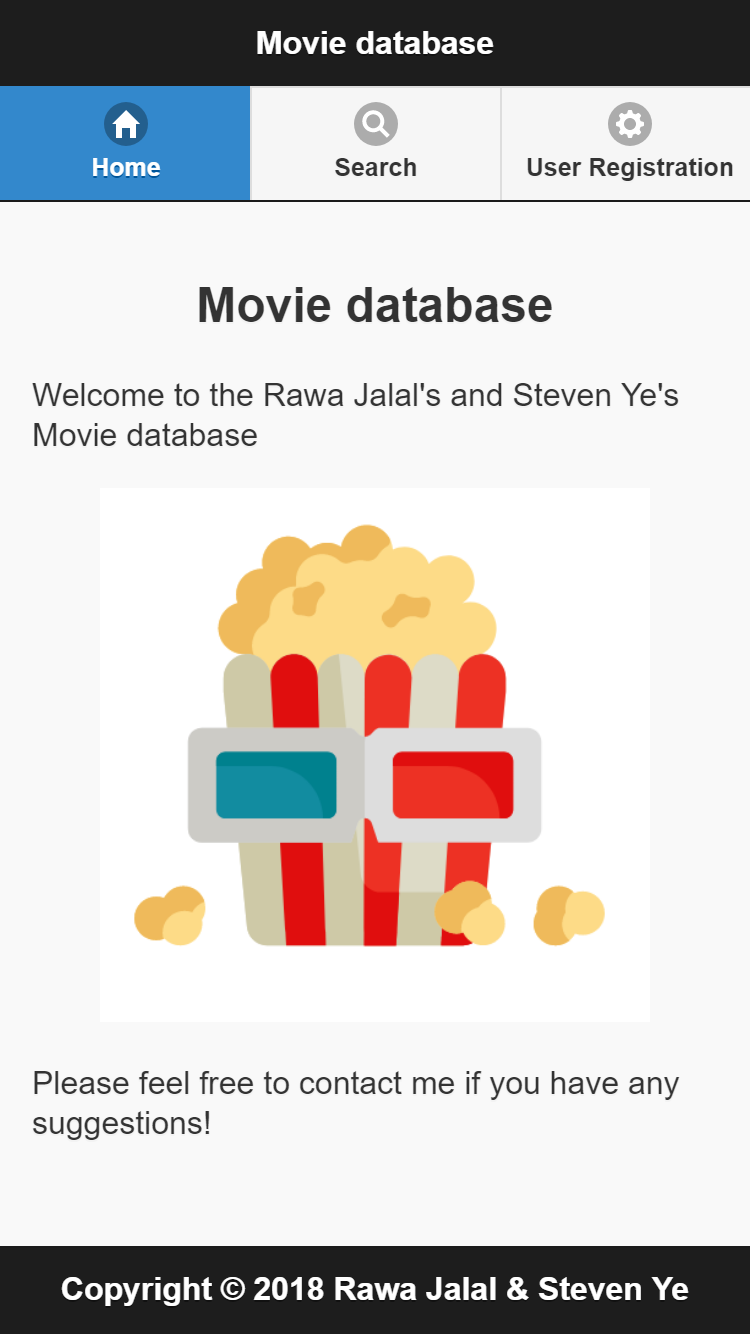 Movie database
Home
Search
User Registration
Movie database
Welcome to the Rawa Jalal's and Steven Ye's
Movie database
Please feel free to contact me if you have any
suggestions!
Copyright © 2018 Rawa Jalal & Steven Ye